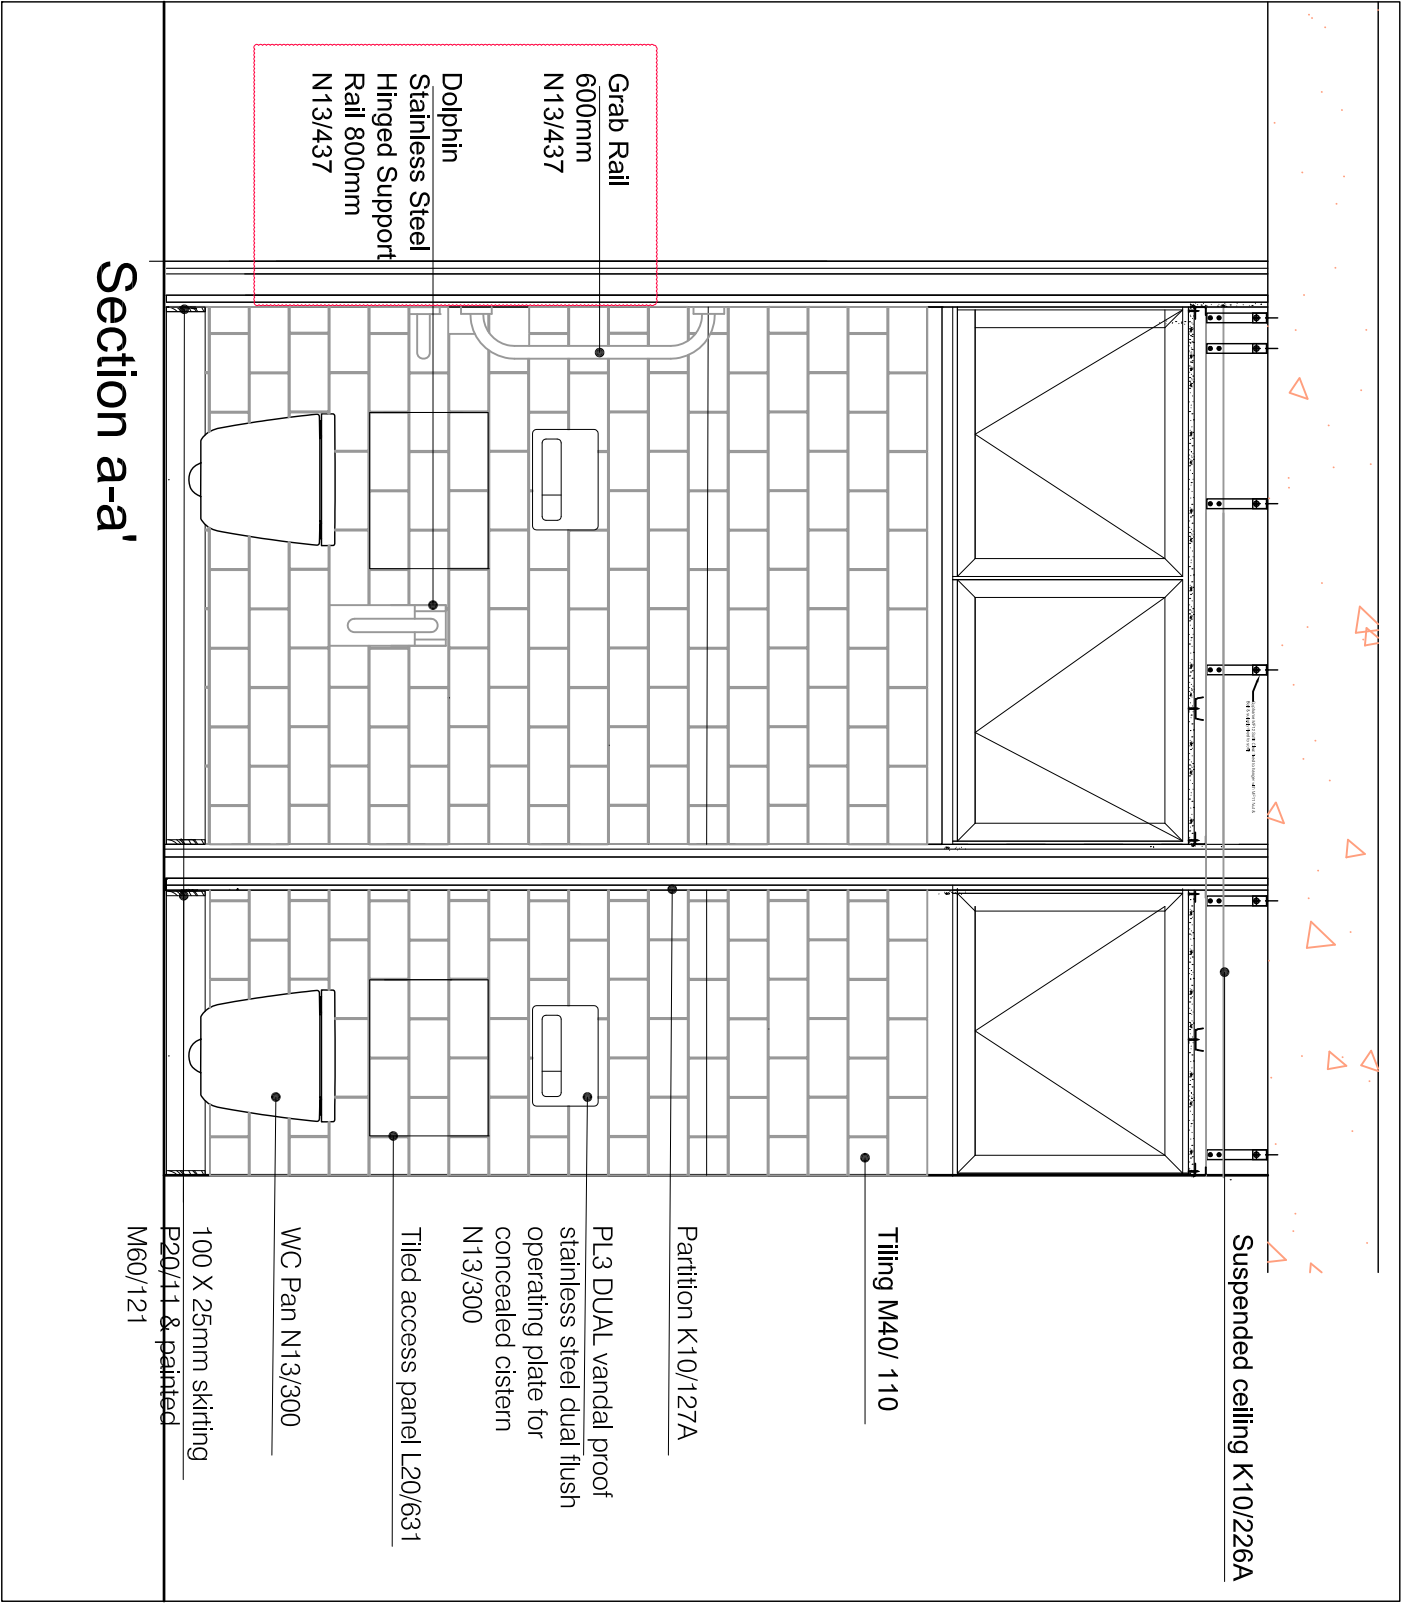 Suspended ceiling K10/226A
Grab Rail
600mm
N13/437
Dolphin
Stainless Steel
Hinged Support
Rail 800mm
N13/437
Tiling M40/ 110
Partition K10/127A
PL3 DUAL vandal proof
stainless steel dual flush
operating plate for
concealed cistern
N13/300
Tiled access panel L20/631
WC Pan N13/300
100 X 25mm skirting
P20/11 & painted
M60/121
Section a-a'